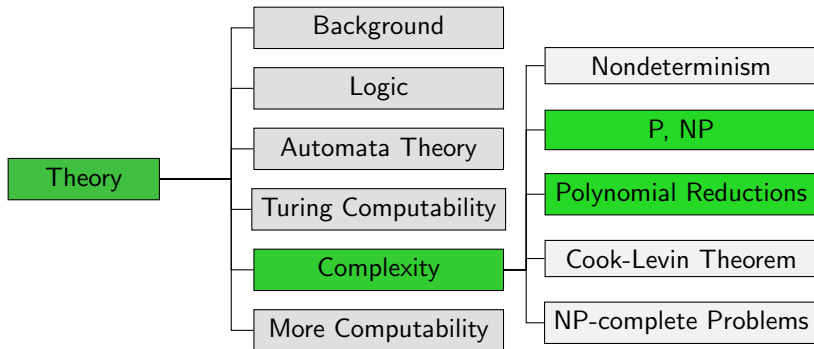 Theory
Background
Logic
Automata Theory
Turing Computability
Complexity
More Computability
Nondeterminism
P, NP
Polynomial Reductions
Cook-Levin Theorem
NP-complete Problems